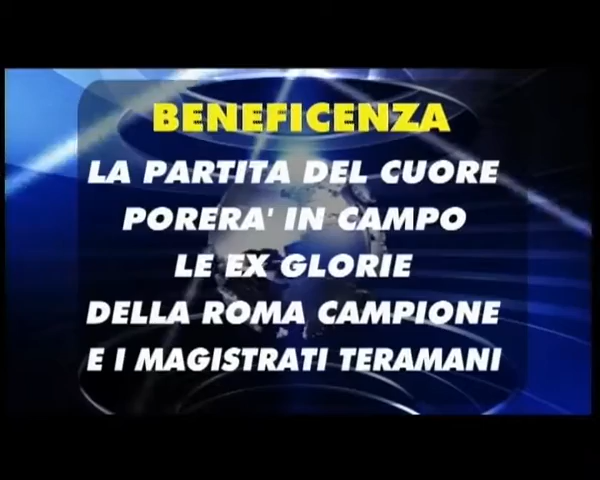 BENEFICENZA
LA PARTITA DEL CUORE
PORERA' IN CAMPO
LE EX GLORIE
DELLA ROMA CAMPIONE
E I MAGISTRATI TERAMANI